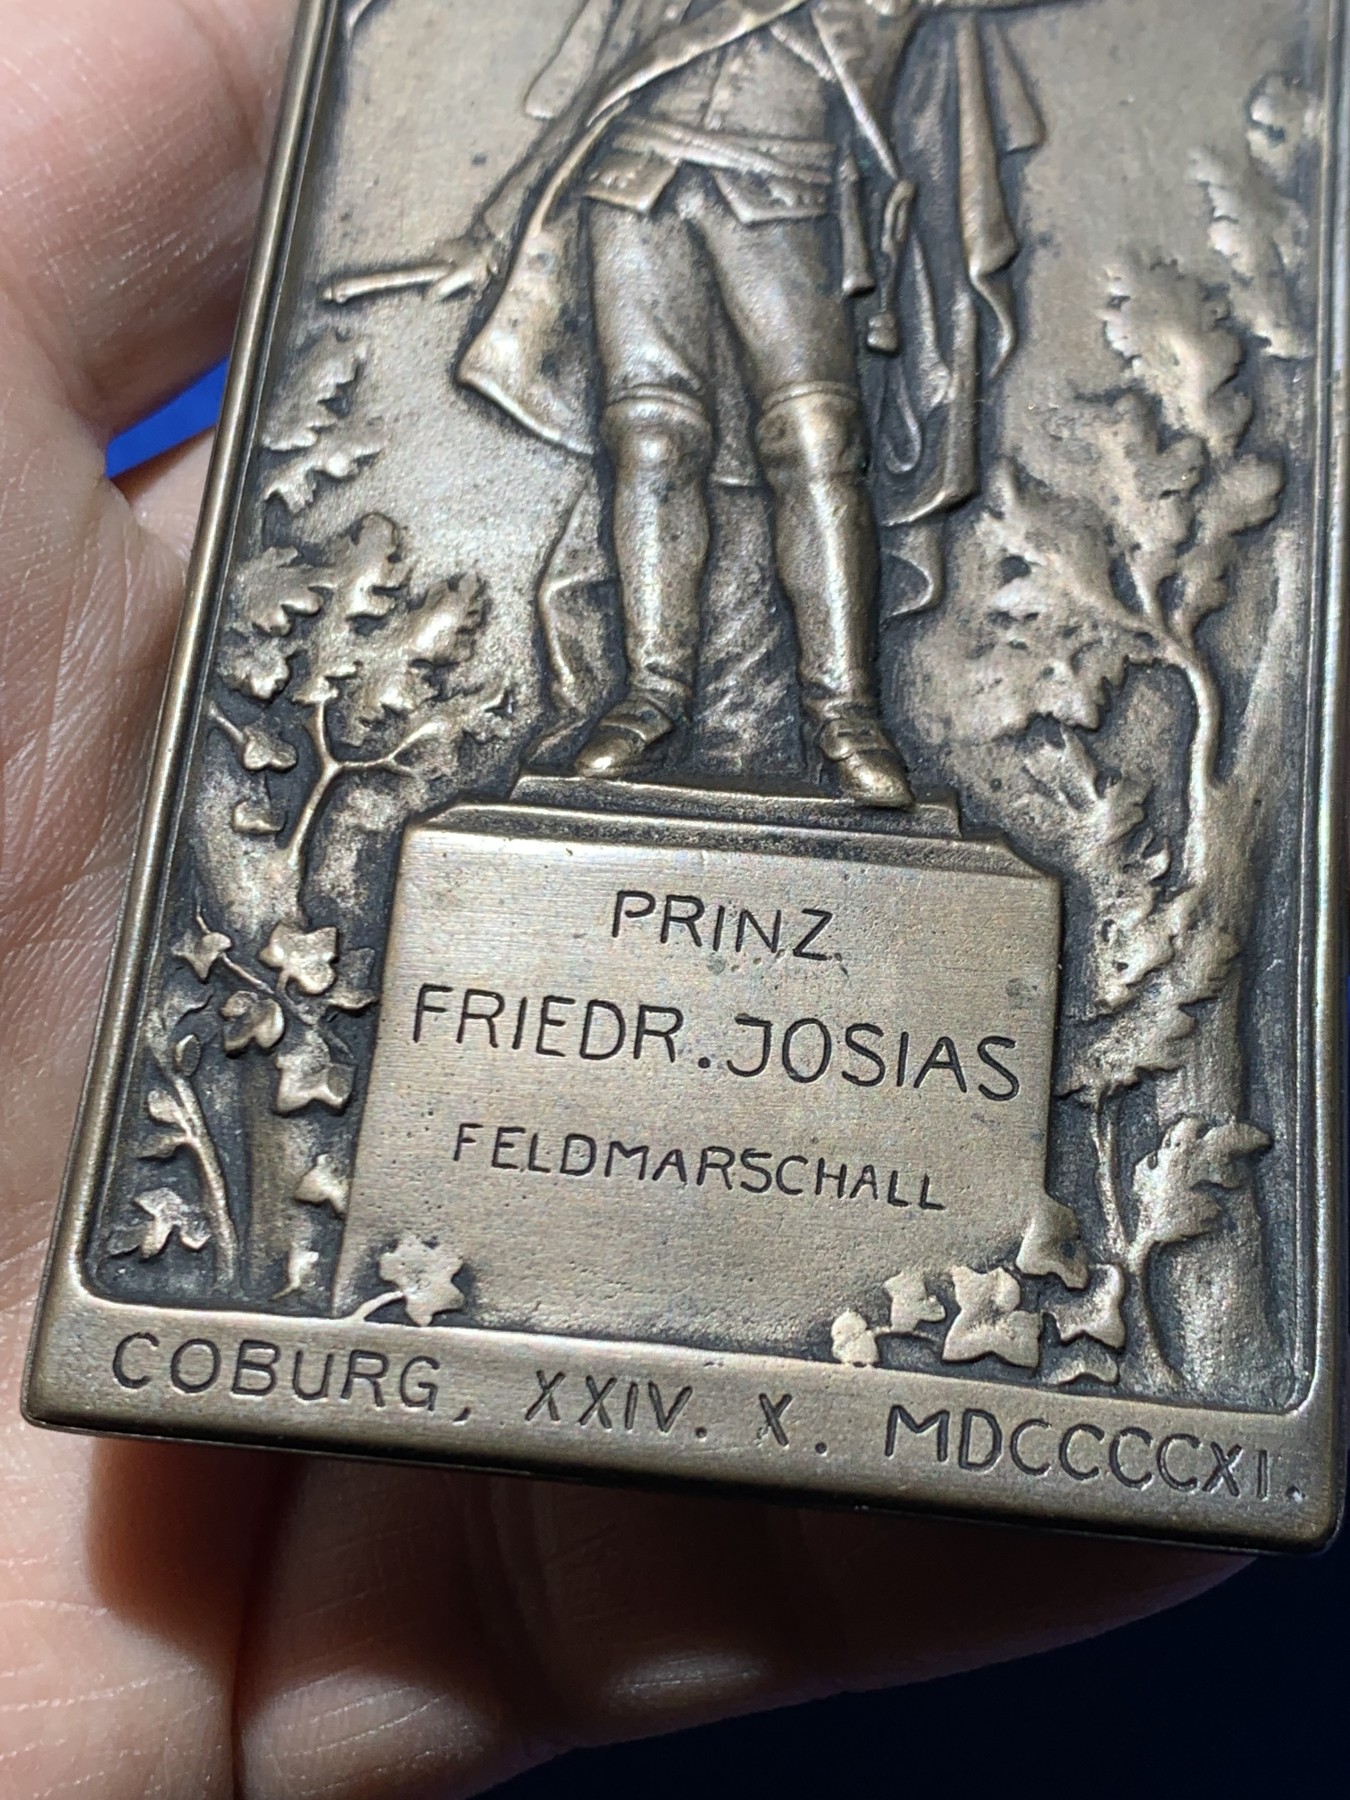 PRINZ
FRIEDR. JOSIAS
FELDMARSCHALL
COBURG, XXIV. X. MDCCCCXI.